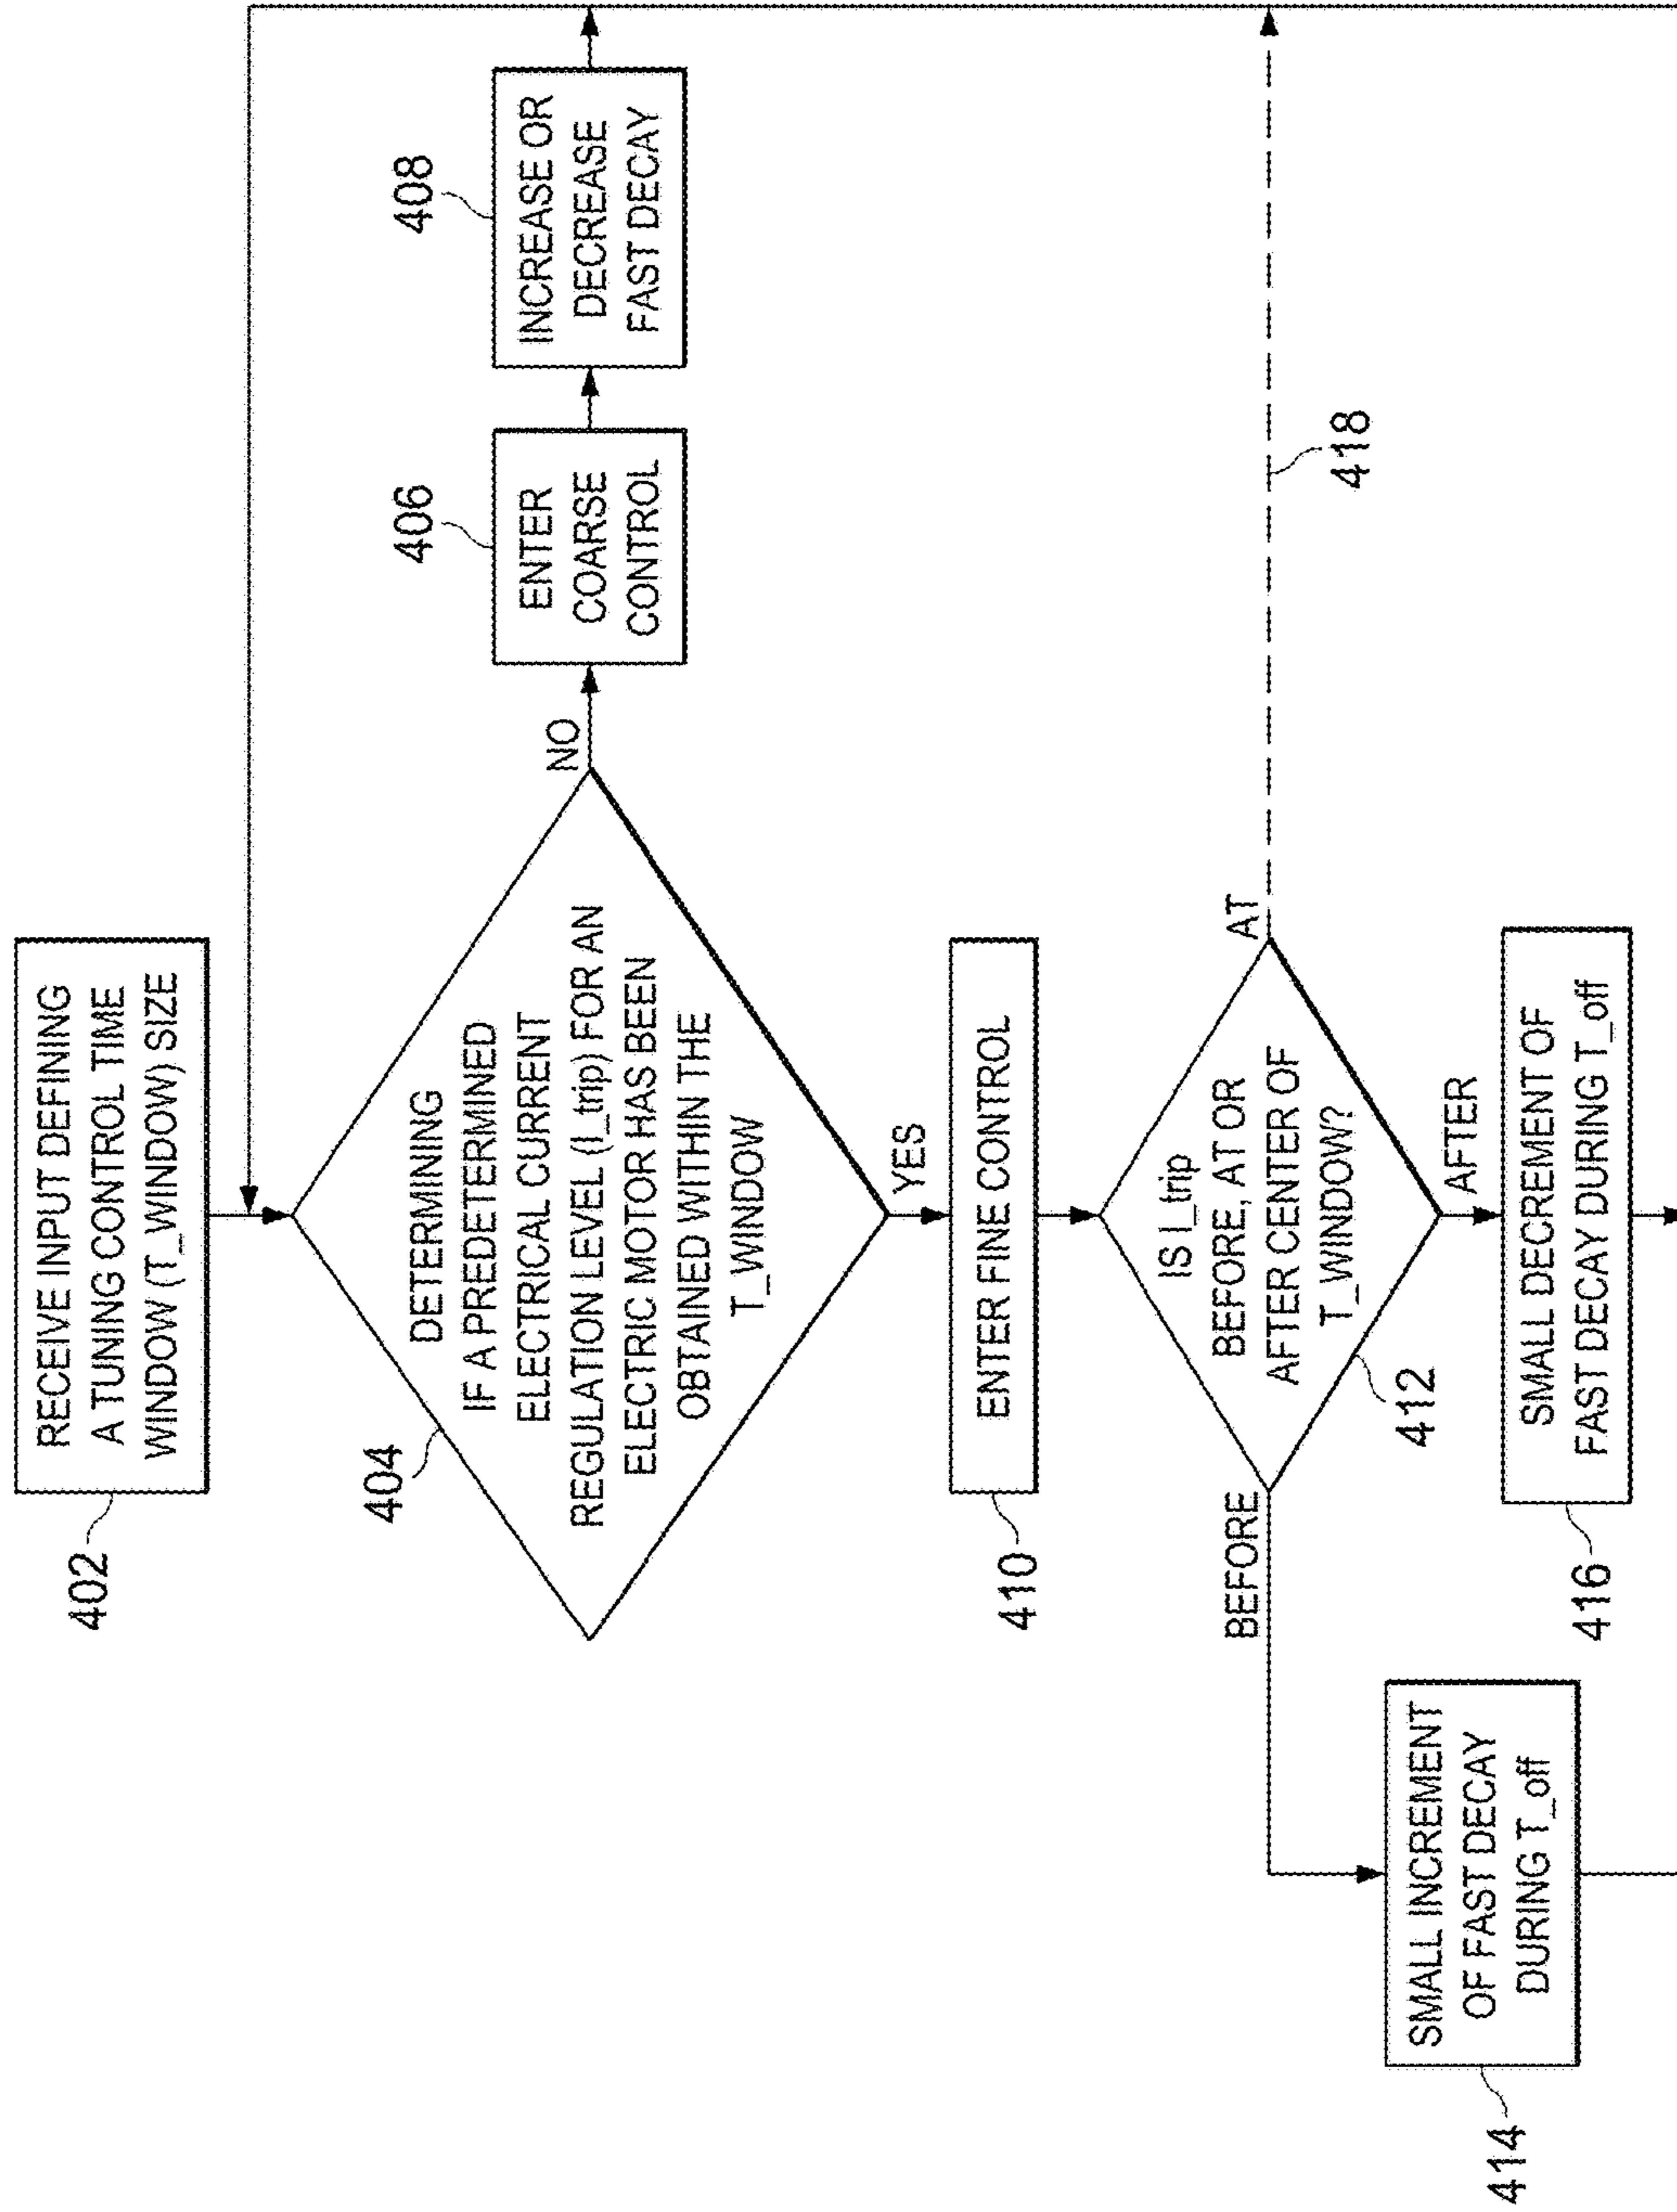 RECEIVE INPUT DEFINING
A TUNING CONTROL TIME
WINDOW (T_WINDOW) SIZE
402
404
DETERMINING
IF A PREDETERMINED
ELECTRICAL CURRENT
REGULATION LEVEL (I_trip) FOR AN
ELECTRIC MOTOR HAS BEEN
OBTAINED WITHIN THE
T_WINDOW
NO
406
ENTER
COARSE
CONTROL
408
INCREASE OR
DECREASE
FAST DECAY
YES
410
ENTER FINE CONTROL
BEFORE
IS I_trip
BEFORE, AT OR
AFTER CENTER OF
T_WINDOW?
AT
418
412
AFTER
414
SMALL INCREMENT
OF FAST DECAY
DURING T_off
416
SMALL DECREMENT OF
FAST DECAY DURING T_off